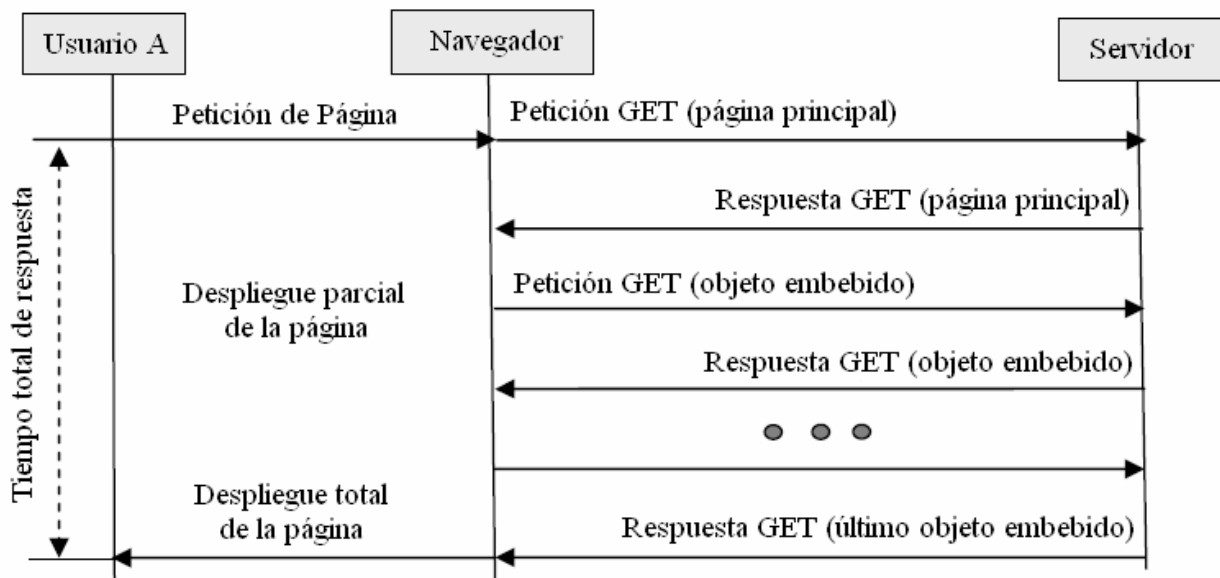 Usuario A
Navegador
Servidor
Petición de Página
Petición GET (página principal)
Respuesta GET (página principal)
Tiempo total de respuesta
Despliegue parcial
de la página
Petición GET (objeto embebido)
Respuesta GET (objeto embebido)
Despliegue total
de la página
Respuesta GET (último objeto embebido)